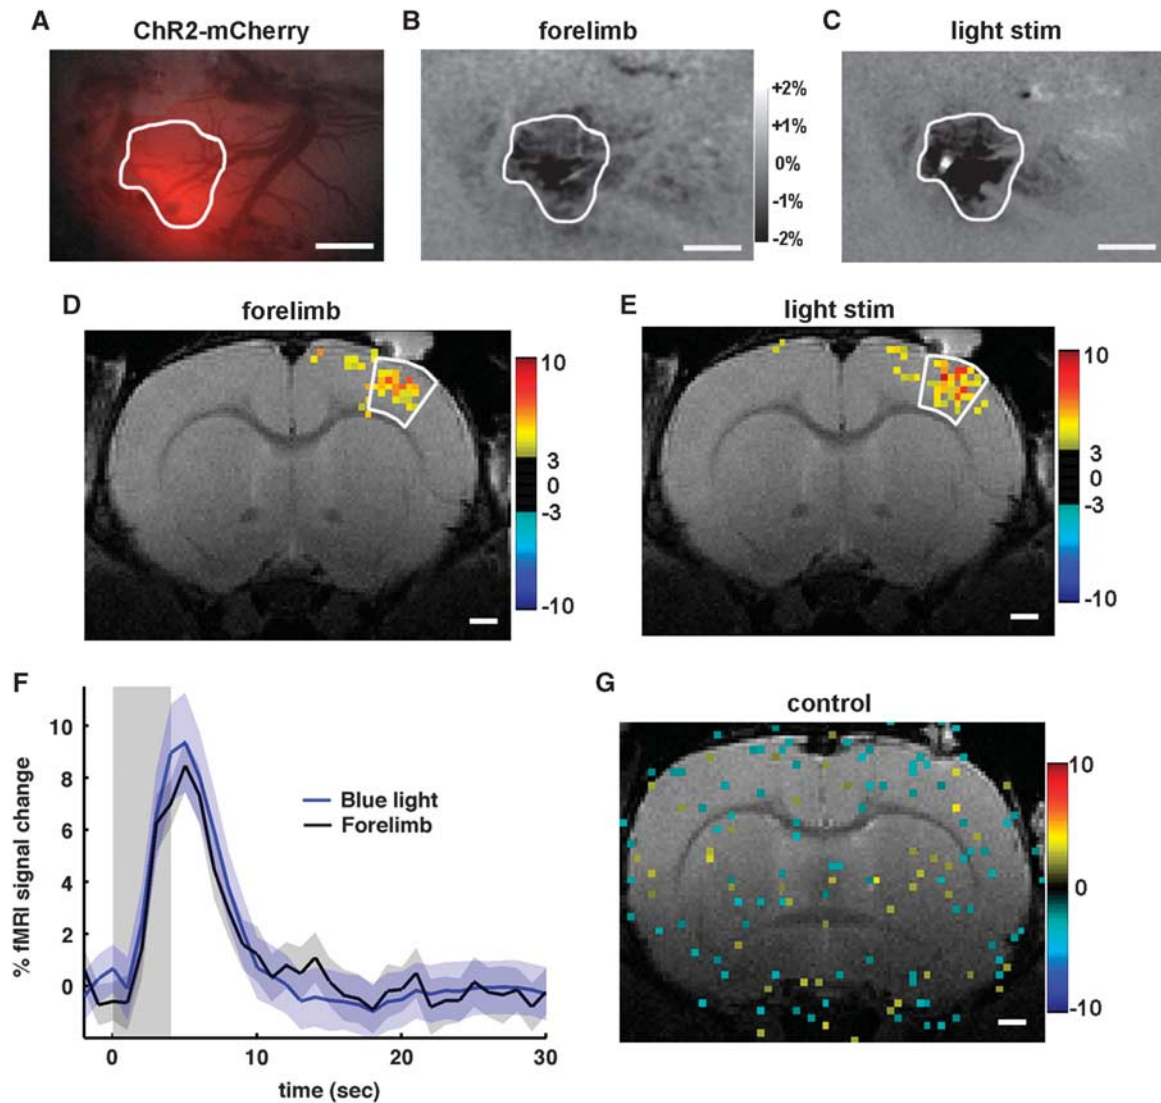 A ChR2-mCherry
B forelimb
C light stim
+2%
+1%
0%
-1%
-2%
D forelimb
E light stim
10
3
0
-3
-10
10
3
0
-3
-10
F
% fMRI signal change
10
8
6
4
2
0
Blue light
Forelimb
0 10 20 30
time (sec)
G control
10
0
-10